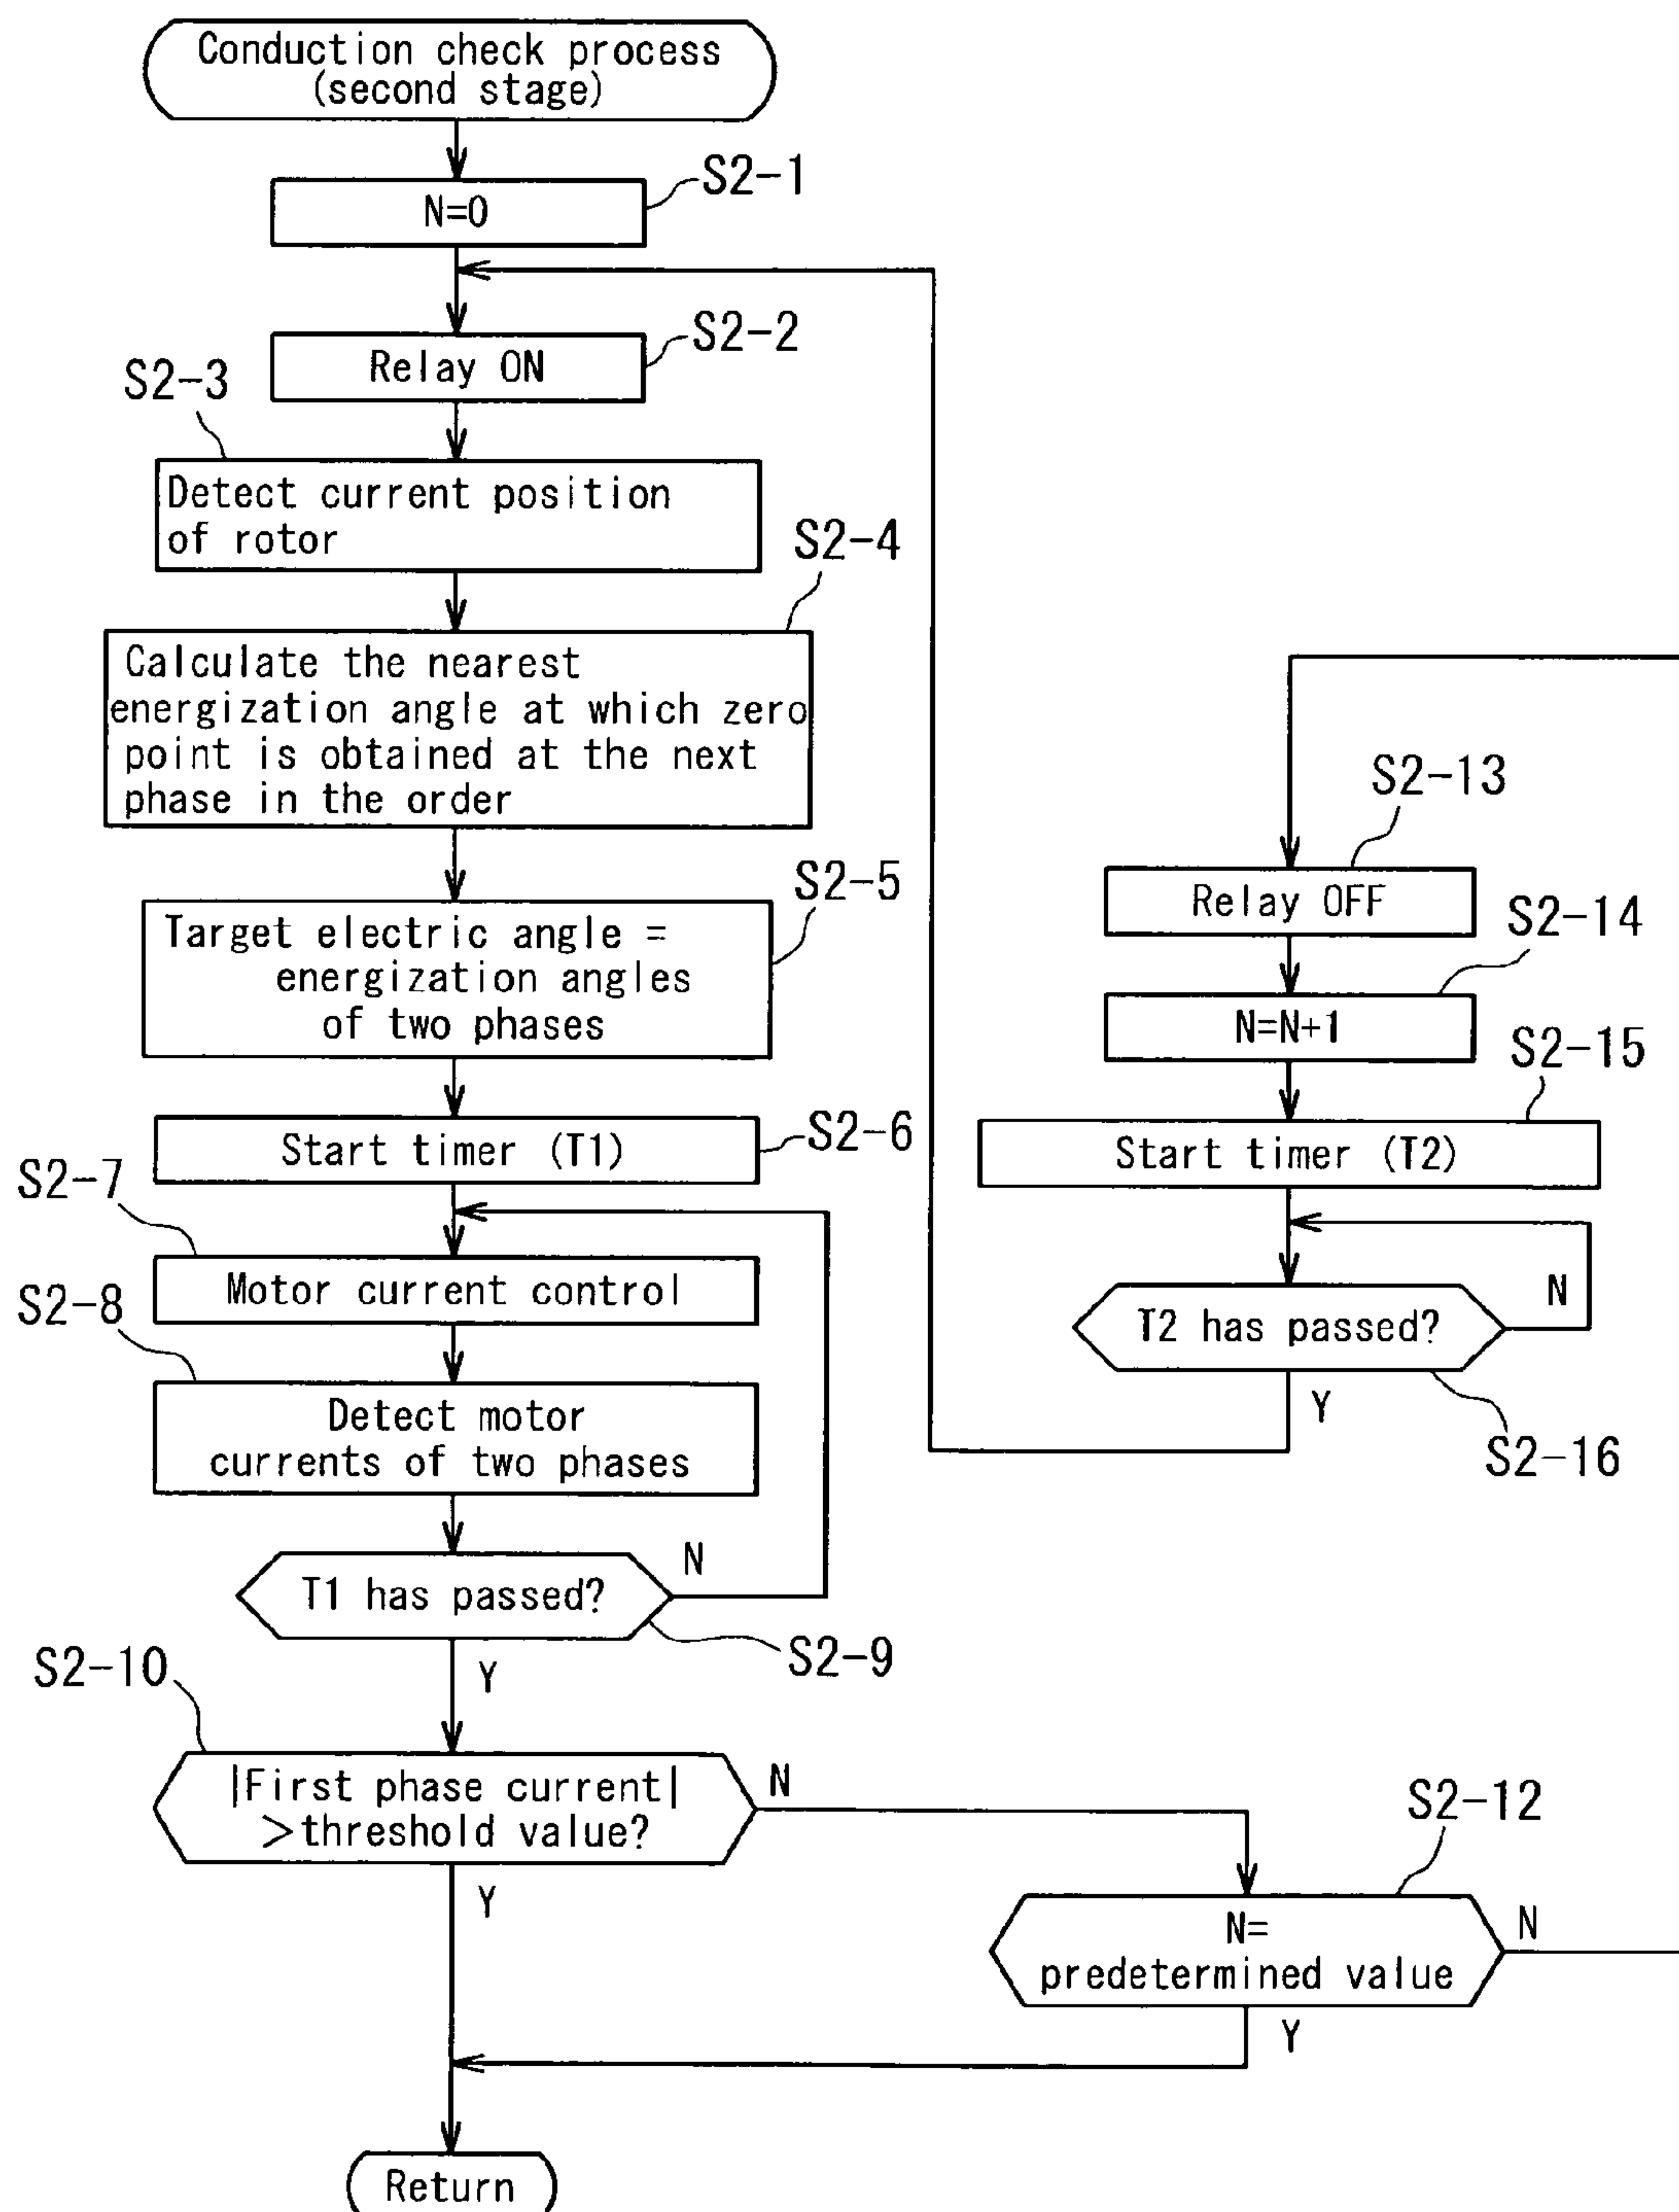 Conduction check process
(second stage)
S2-1
N=0
S2-2
Relay ON
S2-3
Detect current position
of rotor
S2-4
Calculate the nearest
energization angle at which zero
point is obtained at the next
phase in the order
S2-5
Target electric angle =
energization angles
of two phases
S2-6
Start timer (T1)
S2-7
Motor current control
S2-8
Detect motor
currents of two phases
T1 has passed?
N
S2-9
Y
S2-10
|First phase current|
>threshold value?
N
Y
S2-12
N=
predetermined value
N
Y
S2-13
Relay OFF
S2-14
N=N+1
S2-15
Start timer (T2)
T2 has passed?
N
Y
S2-16
Return